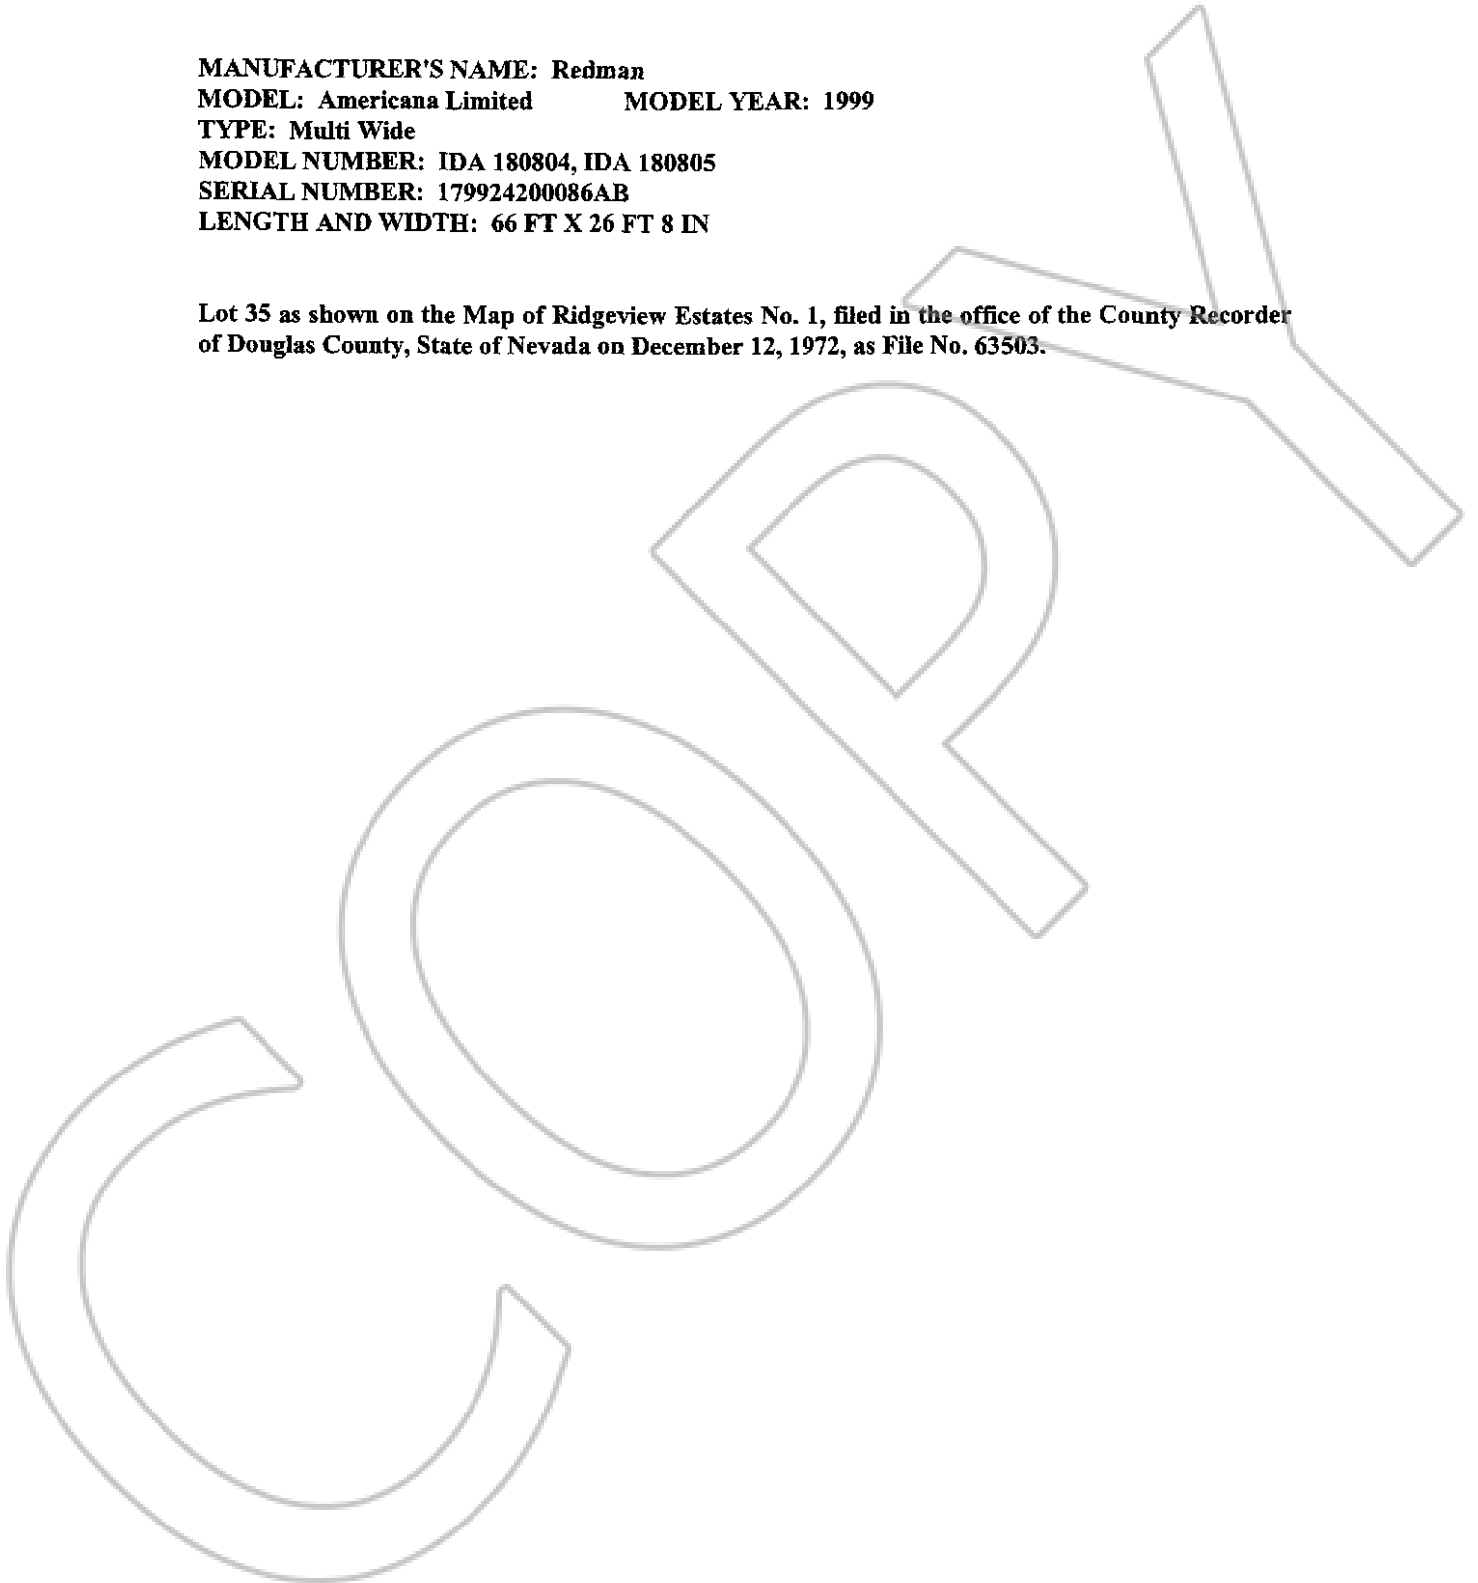 MANUFACTURER'S NAME: Redman
MODEL: Americana Limited MODEL YEAR: 1999
TYPE: Multi Wide
MODEL NUMBER: IDA 180804, IDA 180805
SERIAL NUMBER: 179924200086AB
LENGTH AND WIDTH: 66 FT X 26 FT 8 IN
Lot 35 as shown on the Map of Ridgeview Estates No. 1, filed in the office of the County Recorder
of Douglas County, State of Nevada on December 12, 1972, as File No. 63503.
COPY